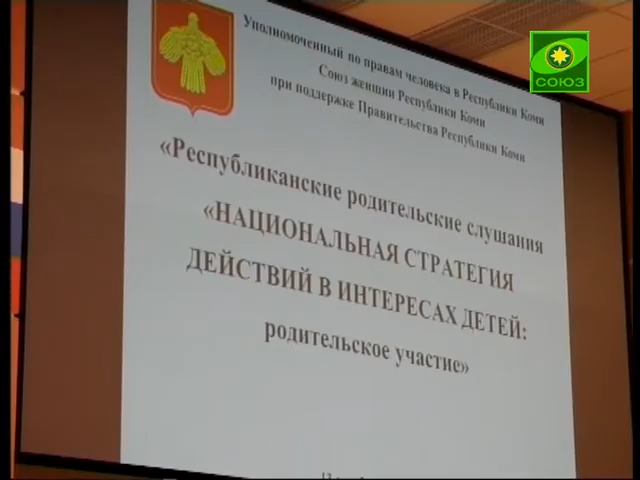 Уполномоченный по правам человека в Республики Коми
Союз женщин Республики Коми
при поддержке Правительства Республики Коми
«Республиканские родительские слушания
«НАЦИОНАЛЬНАЯ СТРАТЕГИЯ
ДЕЙСТВИЙ В ИНТЕРЕСАХ ДЕТЕЙ:
родительское участие»
СОЮЗ